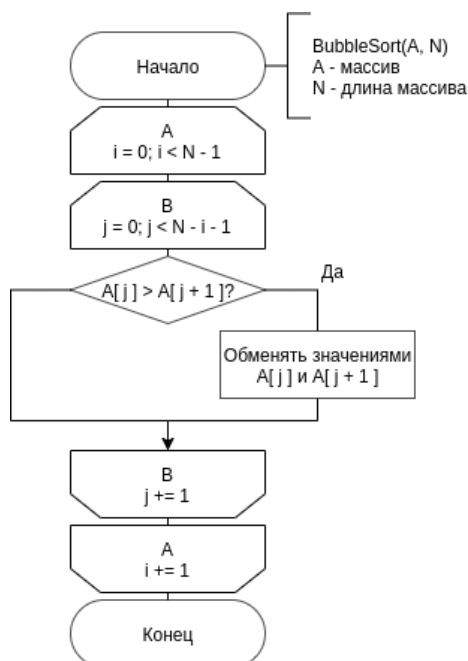 Начало
BubbleSort(A, N)
A - массив
N - длина массива
A
i = 0; i < N - 1
B
j = 0; j < N - i - 1
A[ j ] > A[ j + 1 ]?
Да
Обменять значениями
A[ j ] и A[ j + 1 ]
B
j += 1
A
i += 1
Конец